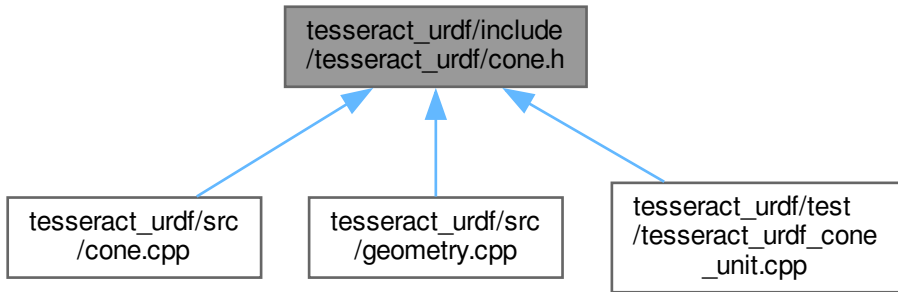 tesseract_urdf/include
/tesseract_urdf/cone.h
tesseract_urdf/src
/cone.cpp
tesseract_urdf/src
/geometry.cpp
tesseract_urdf/test
/tesseract_urdf_cone
_unit.cpp